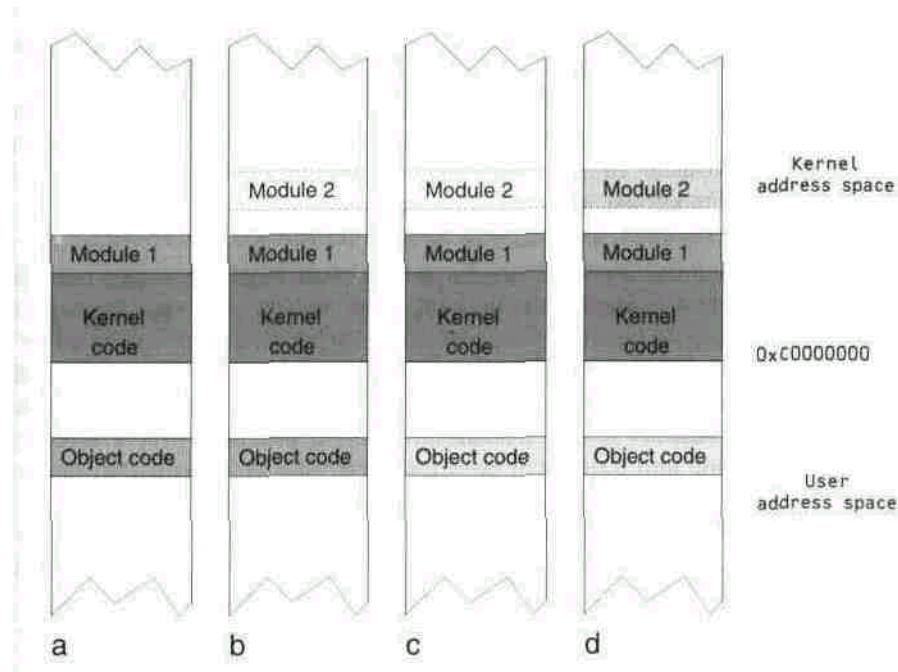 Module 2
Module 2
Module 2
Kernel
address space
Module 1
Module 1
Module 1
Module 1
Kernel
code
Kernel
code
Kernel
code
Kernel
code
0xC0000000
Object code
Object code
Object code
Object code
User
address space
a
b
c
d